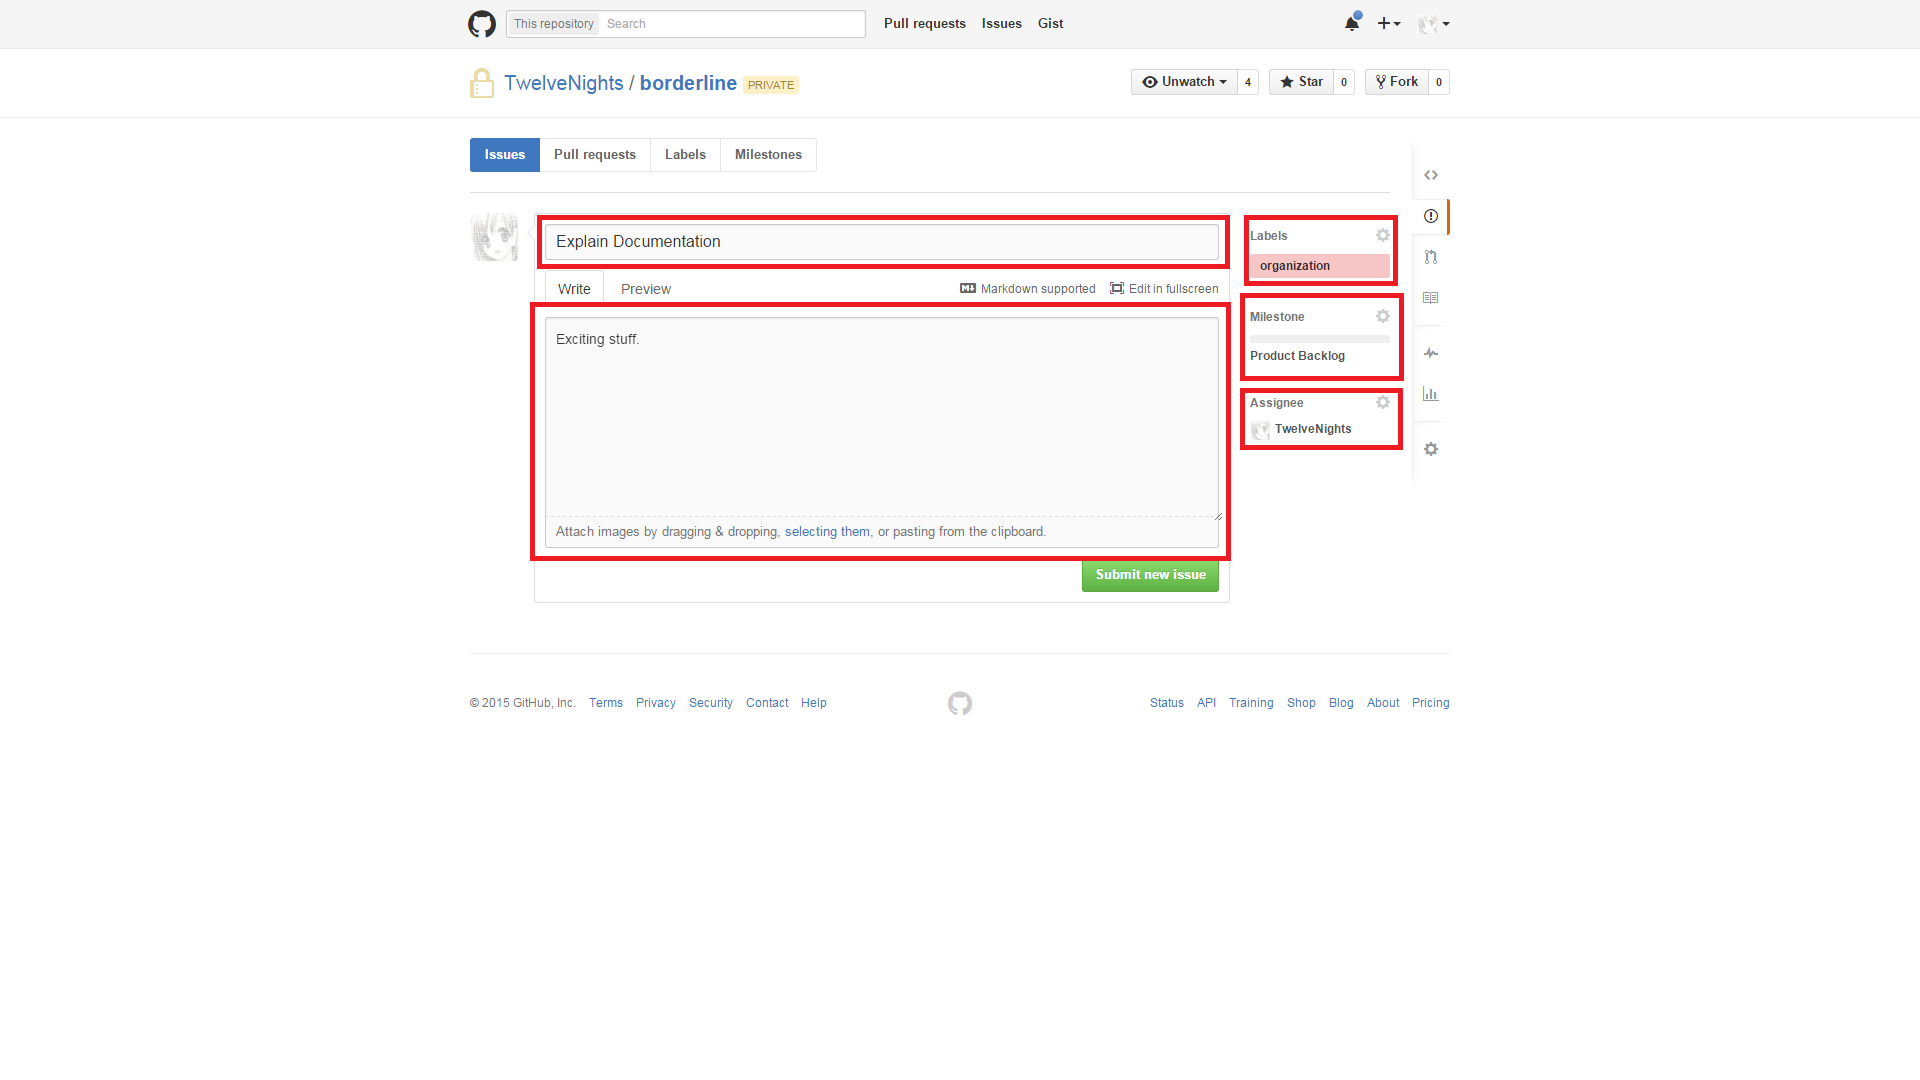 This repository Search Pull requests Issues Gist
TwelveNights / borderline PRIVATE Unwatch 4 Star 0 Fork 0
Issues Pull requests Labels Milestones
Explain Documentation
Labels
organization
Write Preview Markdown supported Edit in fullscreen
Milestone
Product Backlog
Exciting stuff.
Assignee
TwelveNights
Attach images by dragging & dropping, selecting them, or pasting from the clipboard.
Submit new issue
© 2015 GitHub, Inc. Terms Privacy Security Contact Help Status API Training Shop Blog About Pricing